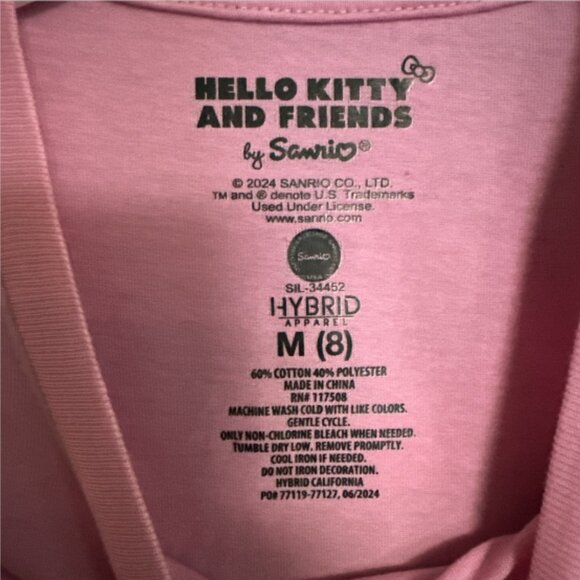 HELLO KITTY
AND FRIENDS
by Sanrio®
© 2024 SANRIO CO., LTD.
TM and ® denote U.S. Trademarks
Used Under License.
www.sanrio.com
Sanrio
SIL-34452
HYBRID
APPAREL
M (8)
60% COTTON 40% POLYESTER
MADE IN CHINA
RN# 117508
MACHINE WASH COLD WITH LIKE COLORS.
GENTLE CYCLE.
ONLY NON-CHLORINE BLEACH WHEN NEEDED.
TUMBLE DRY LOW. REMOVE PROMPTLY.
COOL IRON IF NEEDED.
DO NOT IRON DECORATION.
HYBRID CALIFORNIA
PO# 77119-77127, 06/2024